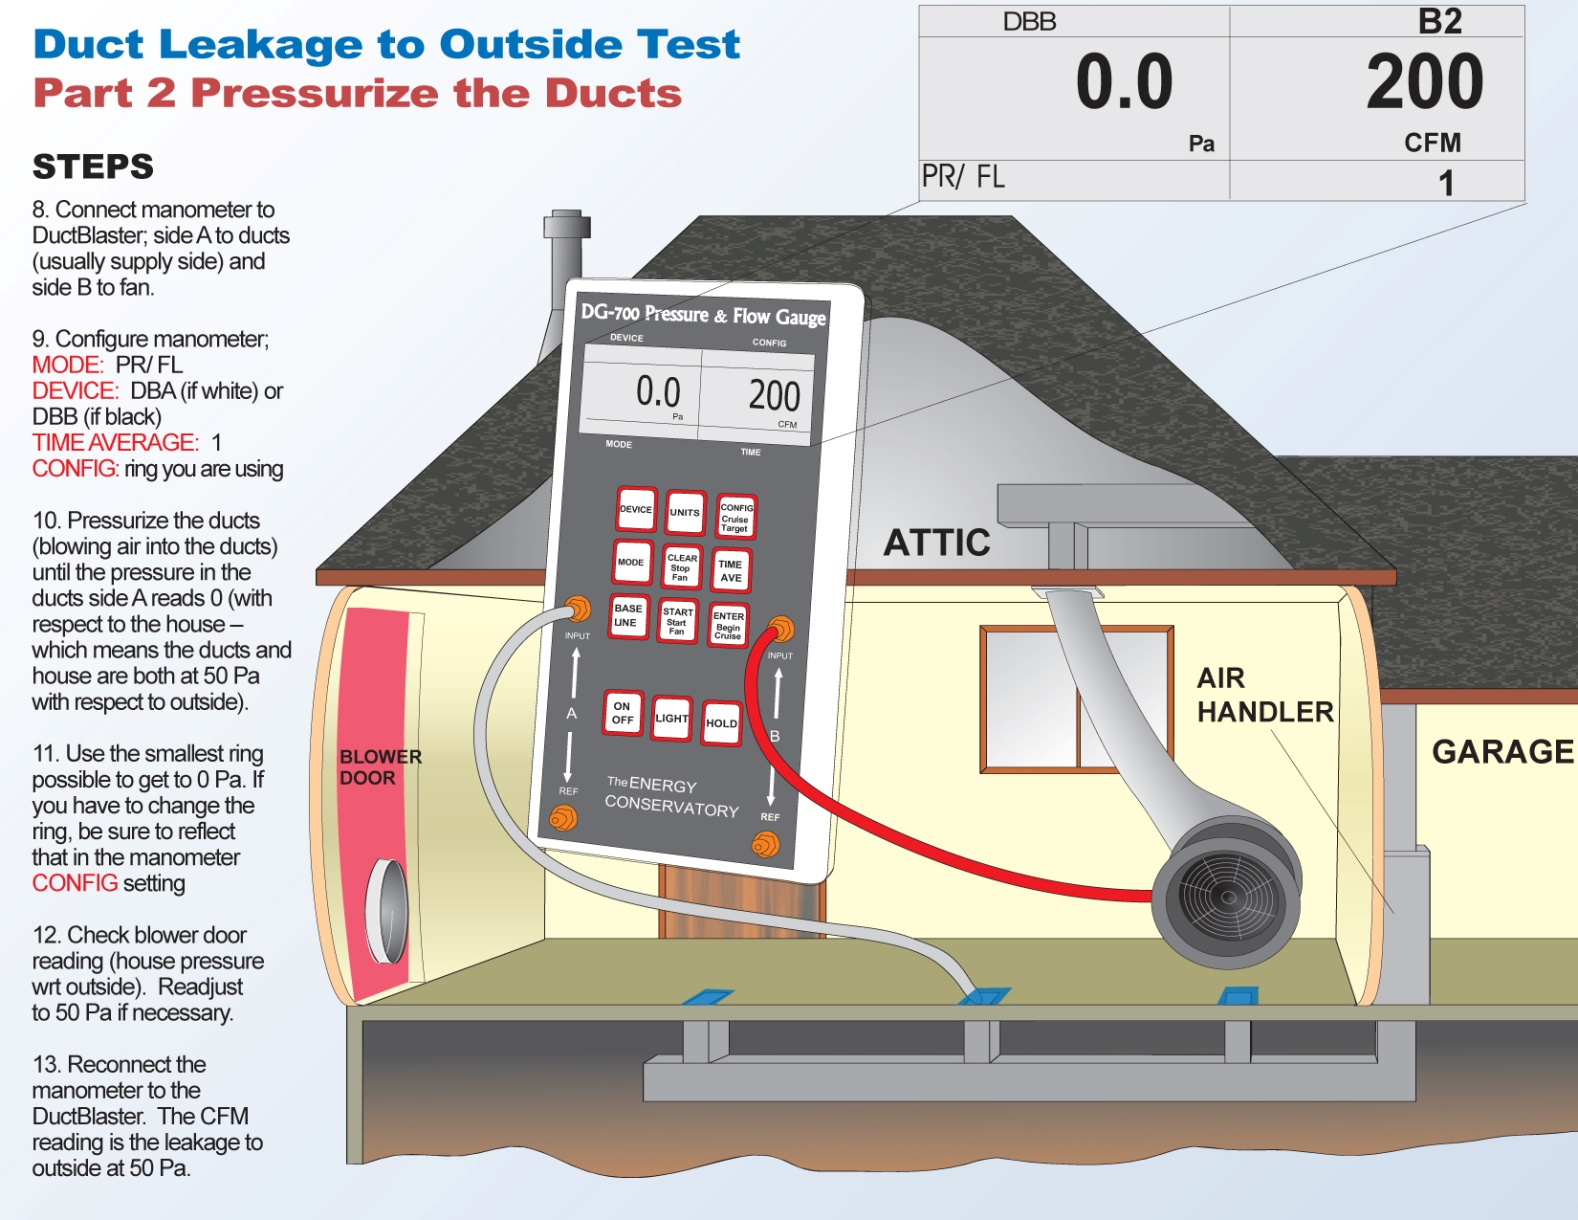 Duct Leakage to Outside Test
Part 2 Pressurize the Ducts
STEPS
8. Connect manometer to
DuctBlaster; side A to ducts
(usually supply side) and
side B to fan.
9. Configure manometer;
MODE: PR/ FL
DEVICE: DBA (if white) or
DBB (if black)
TIME AVERAGE: 1
CONFIG: ring you are using
10. Pressurize the ducts
(blowing air into the ducts)
until the pressure in the
ducts side A reads 0 (with
respect to the house –
which means the ducts and
house are both at 50 Pa
with respect to outside).
11. Use the smallest ring
possible to get to 0 Pa. If
you have to change the
ring, be sure to reflect
that in the manometer
CONFIG setting
12. Check blower door
reading (house pressure
wrt outside). Readjust
to 50 Pa if necessary.
13. Reconnect the
manometer to the
DuctBlaster. The CFM
reading is the leakage to
outside at 50 Pa.
DBB B2
0.0 200
Pa CFM
PR/ FL 1
DG-700 Pressure & Flow Gauge
DEVICE CONFIG
0.0 200
Pa CFM
MODE TIME
DEVICE UNITS CONFIG Cruise Target
MODE CLEAR Stop Fan TIME AVE
BASE LINE START Start Fan ENTER Begin Cruise
INPUT INPUT
ON OFF LIGHT HOLD
A B
REF REF
The ENERGY
CONSERVATORY
BLOWER
DOOR
ATTIC
AIR
HANDLER
GARAGE